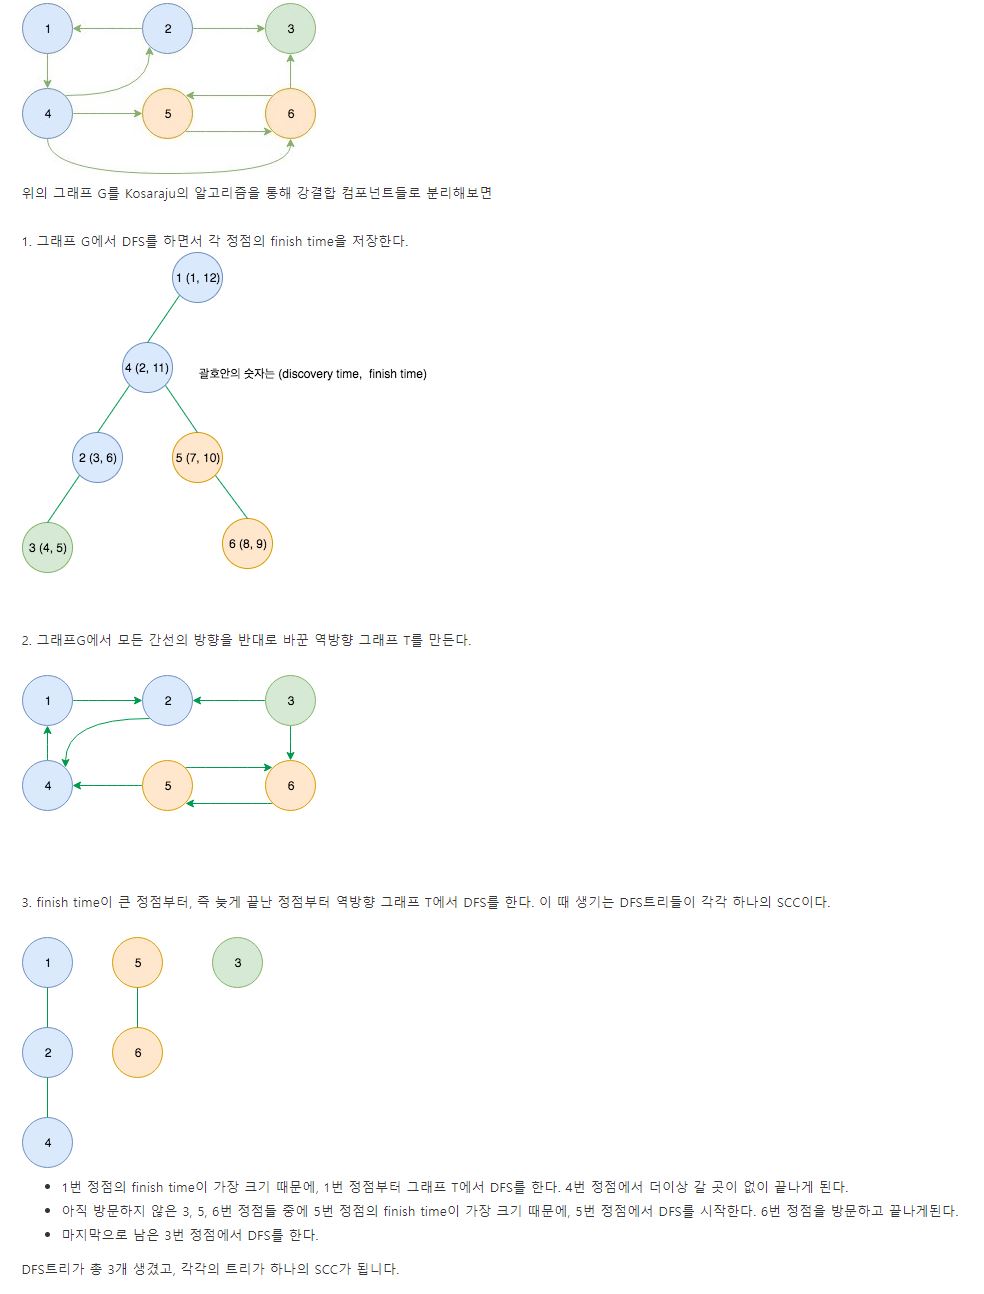 1 2 3
4 5 6
위의 그래프 G를 Kosaraju의 알고리즘을 통해 강결합 컴포넌트들로 분리해보면
1. 그래프 G에서 DFS를 하면서 각 정점의 finish time을 저장한다.
1 (1, 12)
4 (2, 11)
괄호안의 숫자는 (discovery time, finish time)
2 (3, 6) 5 (7, 10)
3 (4, 5) 6 (8, 9)
2. 그래프G에서 모든 간선의 방향을 반대로 바꾼 역방향 그래프 T를 만든다.
1 2 3
4 5 6
3. finish time이 큰 정점부터, 즉 늦게 끝난 정점부터 역방향 그래프 T에서 DFS를 한다. 이 때 생기는 DFS트리들이 각각 하나의 SCC이다.
1 5 3
2 6
4
• 1번 정점의 finish time이 가장 크기 때문에, 1번 정점부터 그래프 T에서 DFS를 한다. 4번 정점에서 더이상 갈 곳이 없이 끝나게 된다.
• 아직 방문하지 않은 3, 5, 6번 정점들 중에 5번 정점의 finish time이 가장 크기 때문에, 5번 정점에서 DFS를 시작한다. 6번 정점을 방문하고 끝나게된다.
• 마지막으로 남은 3번 정점에서 DFS를 한다.
DFS트리가 총 3개 생겼고, 각각의 트리가 하나의 SCC가 됩니다.